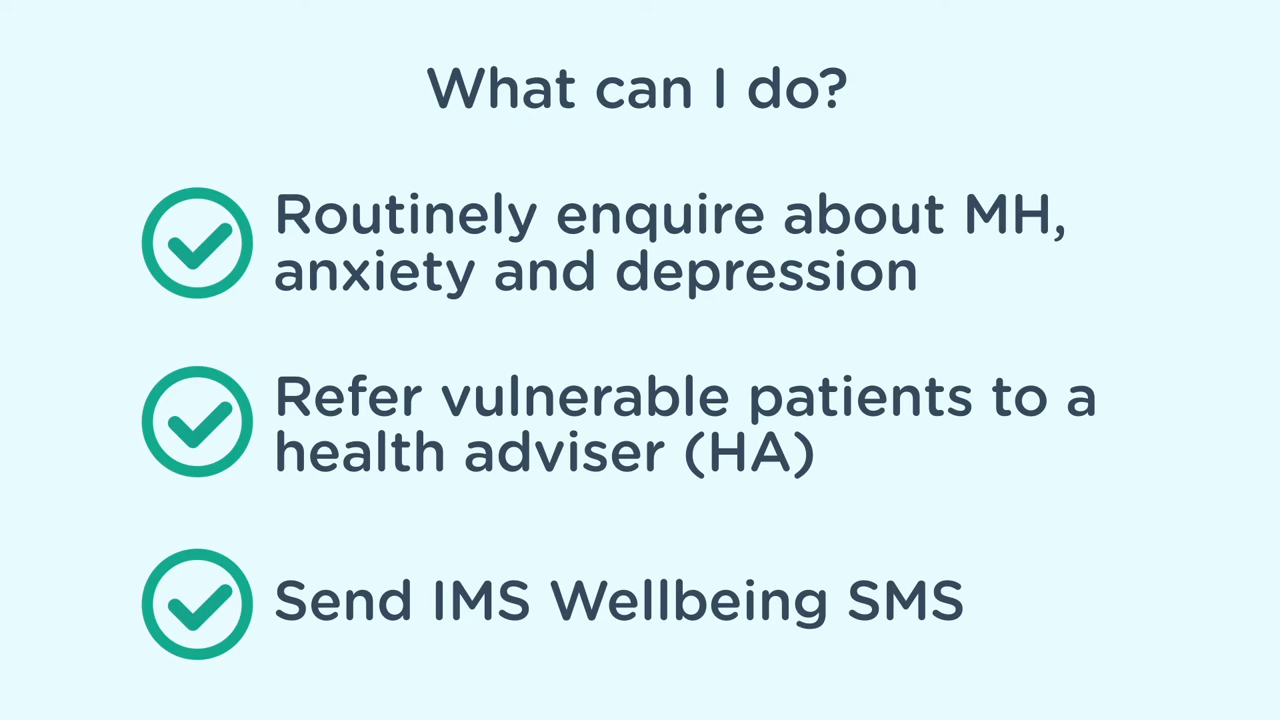 What can I do?
Routinely enquire about MH,
anxiety and depression
Refer vulnerable patients to a
health adviser (HA)
Send IMS Wellbeing SMS